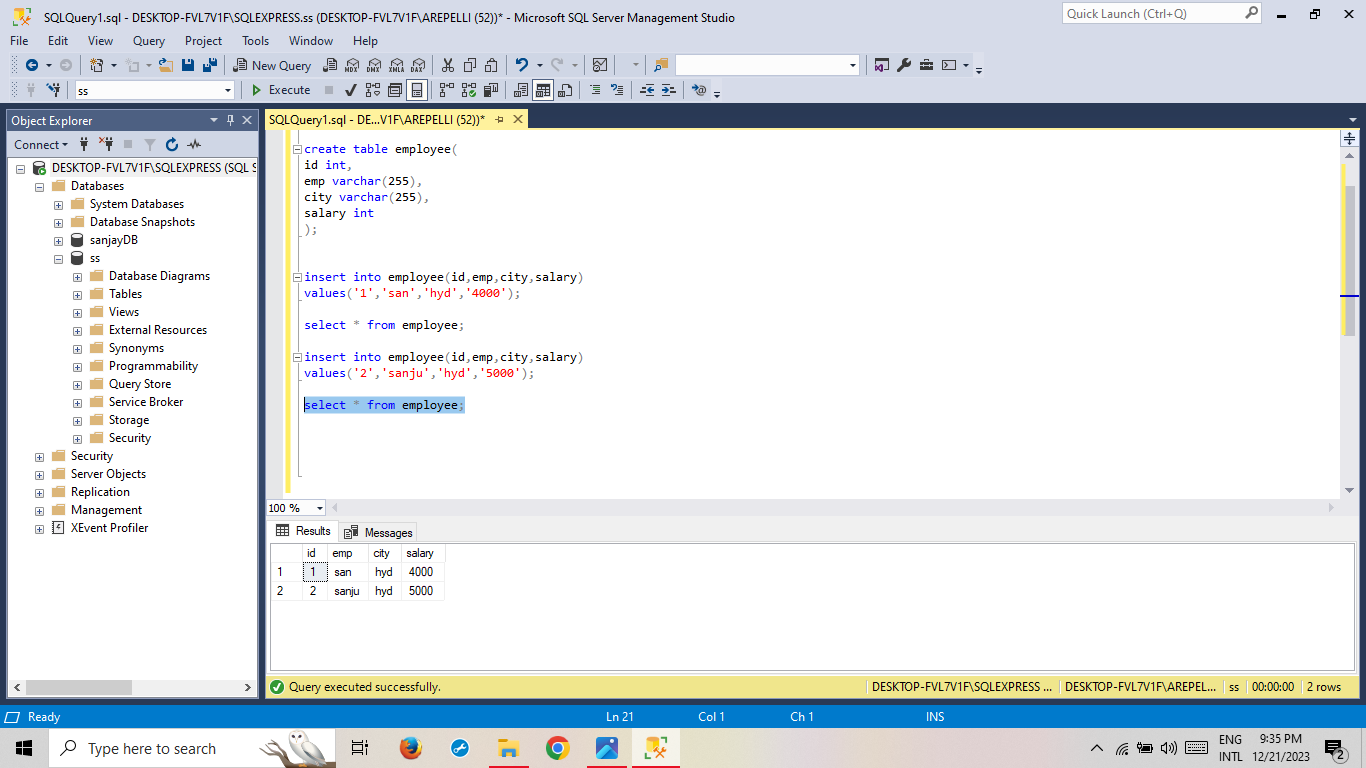 SQLQuery1.sql - DESKTOP-FVL7V1F\SQLEXPRESS.ss (DESKTOP-FVL7V1F\AREPELLI (52))* - Microsoft SQL Server Management Studio
Quick Launch (Ctrl+Q)
File Edit View Query Project Tools Window Help
New Query MDX DMX XMLA DAX
ss Execute
Object Explorer
SQLQuery1.sql - DE...V1F\AREPELLI (52))*
Connect
DESKTOP-FVL7V1F\SQLEXPRESS (SQL S
Databases
System Databases
Database Snapshots
sanjayDB
ss
Database Diagrams
Tables
Views
External Resources
Synonyms
Programmability
Query Store
Service Broker
Storage
Security
Security
Server Objects
Replication
Management
XEvent Profiler
create table employee(
id int,
emp varchar(255),
city varchar(255),
salary int
);
insert into employee(id,emp,city,salary)
values('1','san','hyd','4000');
select * from employee;
insert into employee(id,emp,city,salary)
values('2','sanju','hyd','5000');
select * from employee;
100 %
Results Messages
id emp city salary
1 1 san hyd 4000
2 2 sanju hyd 5000
Query executed successfully. DESKTOP-FVL7V1F\SQLEXPRESS ... DESKTOP-FVL7V1F\AREPEL... ss 00:00:00 2 rows
Ready Ln 21 Col 1 Ch 1 INS
Type here to search
ENG 9:35 PM
INTL 12/21/2023 2